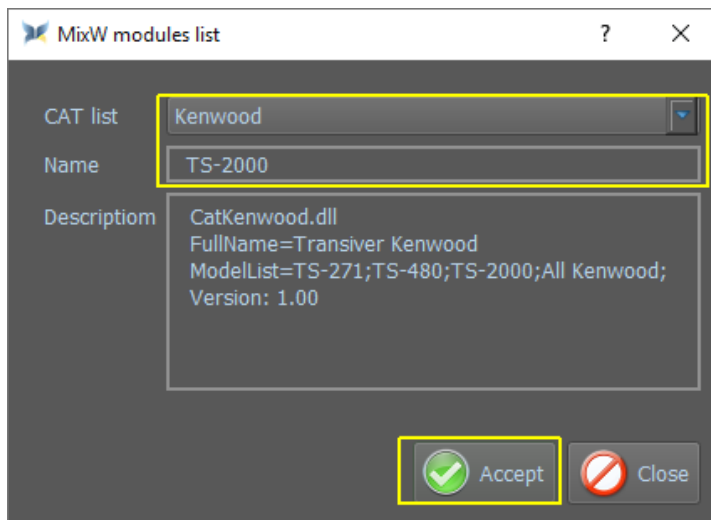 MixW modules list
CAT list
Kenwood
Name
TS-2000
Descriptiom
CatKenwood.dll
FullName=Transiver Kenwood
ModelList=TS-271;TS-480;TS-2000;All Kenwood;
Version: 1.00
Accept
Close